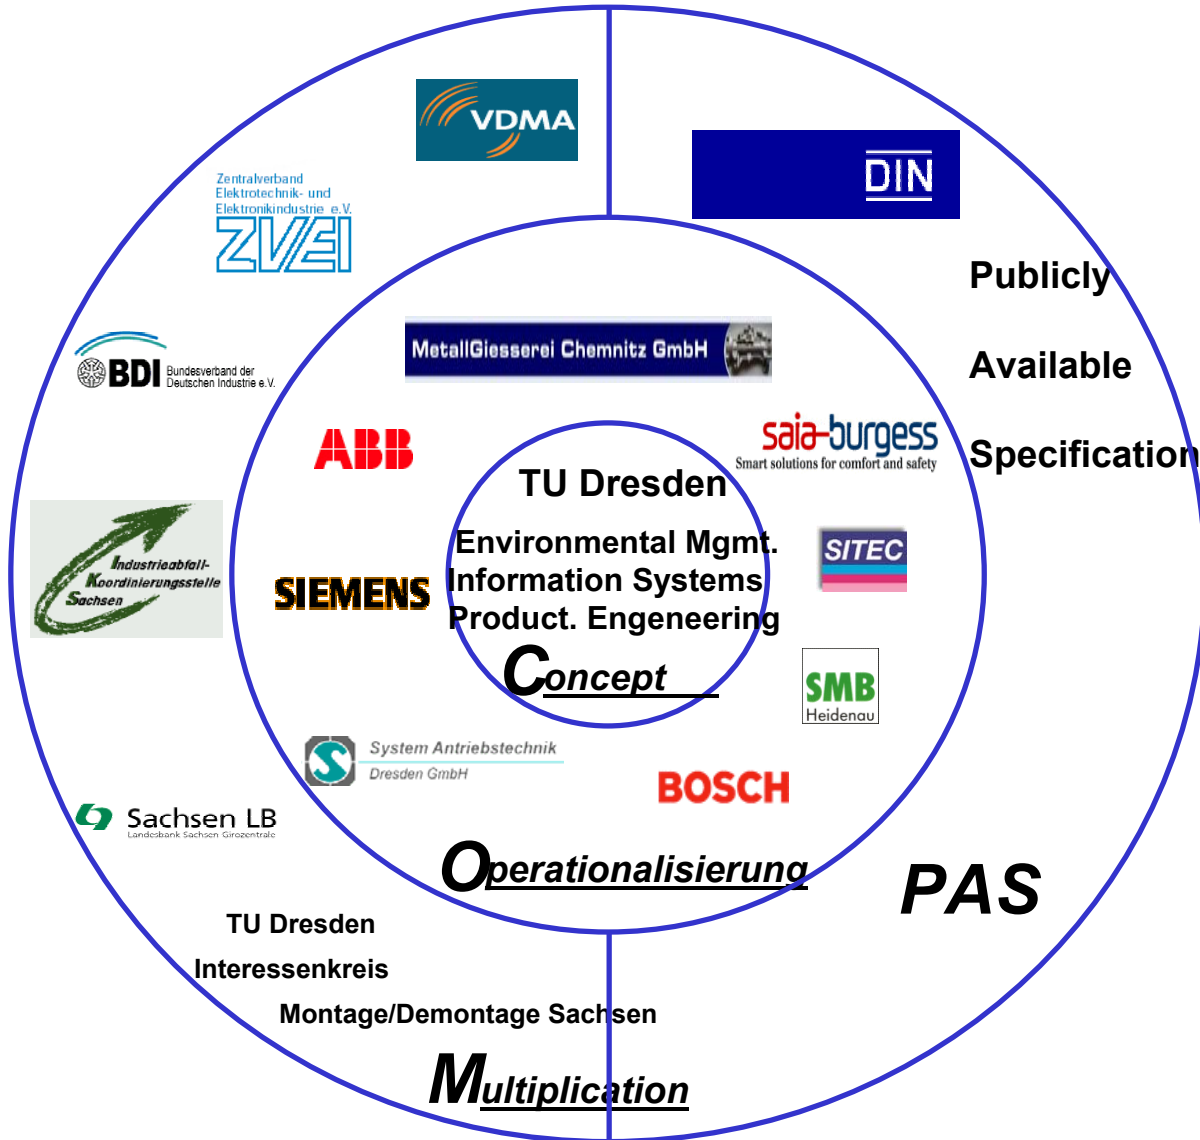 VDMA
DIN
Zentralverband
Elektrotechnik- und
Elektronikindustrie e.V.
ZVEI
Publicly
Available
Specification
MetallGiesserei Chemnitz GmbH
BDI Bundesverband der
Deutschen Industrie e.V.
ABB
saia-burgess
Smart solutions for comfort and safety
TU Dresden
Environmental Mgmt.
Information Systems
Product. Engeneering
Concept
Industrieabfall-
Koordinierungsstelle
Sachsen
SIEMENS
SITEC
SMB
Heidenau
S
System Antriebstechnik
Dresden GmbH
BOSCH
Sachsen LB
Landesbank Sachsen Girozentrale
Operationalisierung
PAS
TU Dresden
Interessenkreis
Montage/Demontage Sachsen
Multiplication